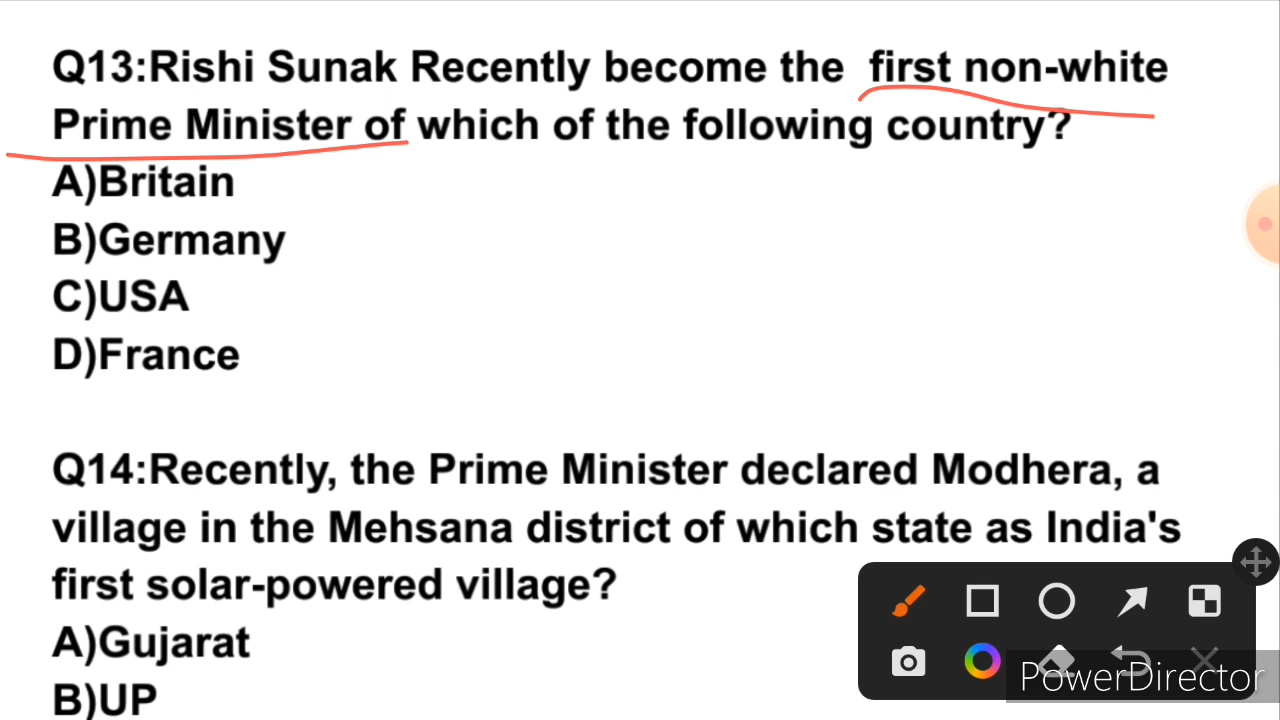 Q13:Rishi Sunak Recently become the first non-white
Prime Minister of which of the following country?
A)Britain
B)Germany
C)USA
D)France
Q14:Recently, the Prime Minister declared Modhera, a
village in the Mehsana district of which state as India's
first solar-powered village?
A)Gujarat
B)UP
PowerDirector